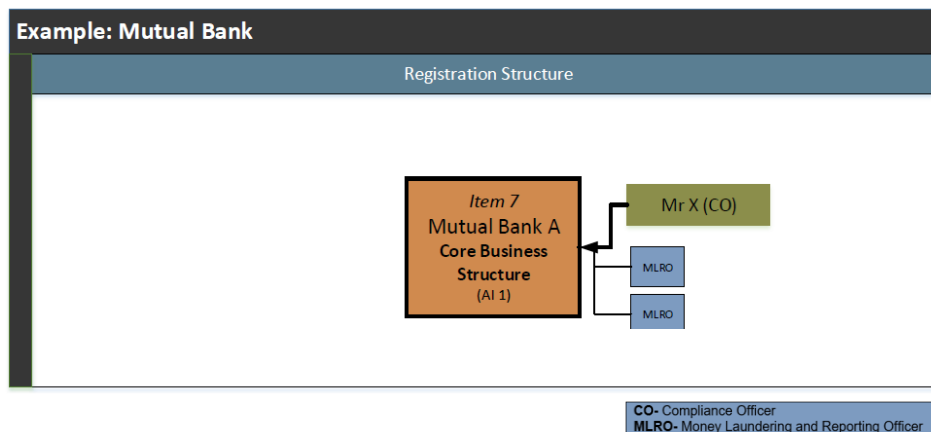 Example: Mutual Bank
Registration Structure
Item 7
Mutual Bank A
Core Business
Structure
(AI 1)
Mr X (CO)
MLRO
MLRO
CO- Compliance Officer
MLRO- Money Laundering and Reporting Officer